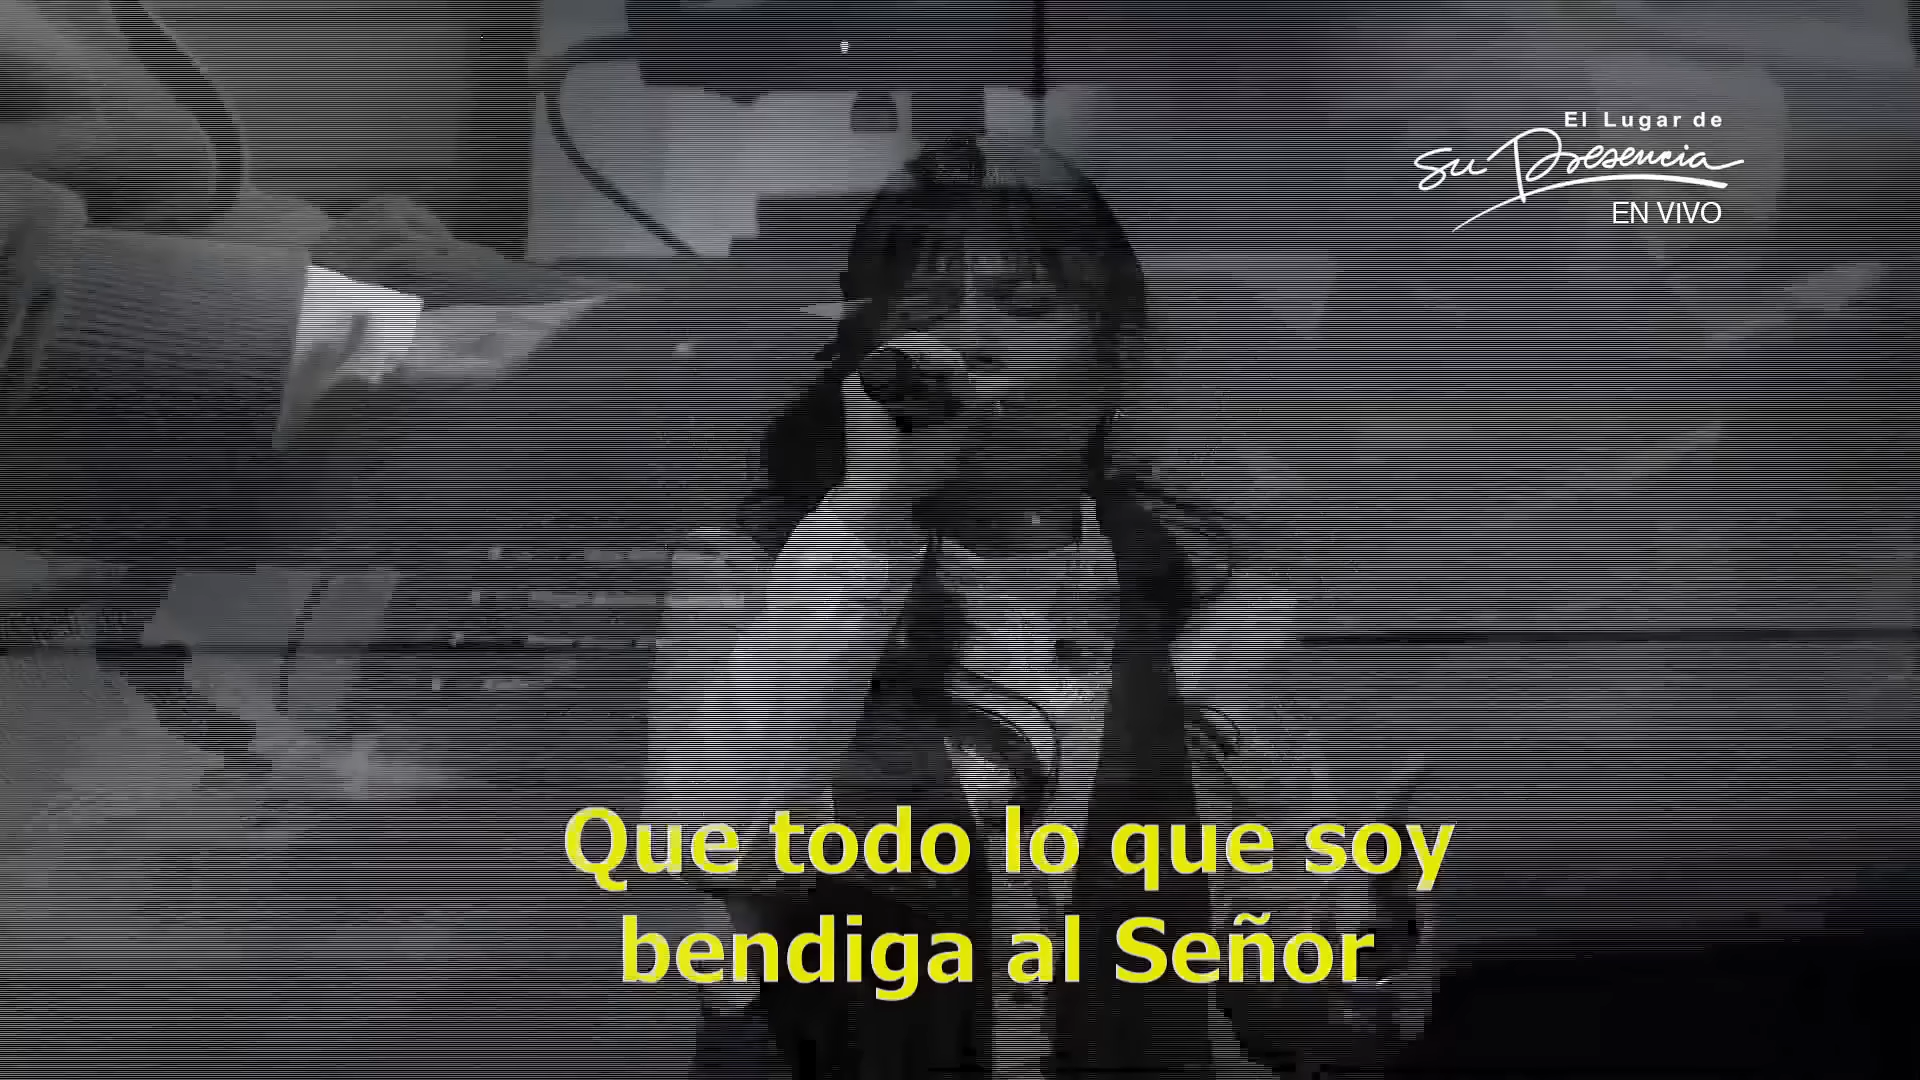 El Lugar de
Su Presencia
EN VIVO
Que todo lo que soy
bendiga al Señor